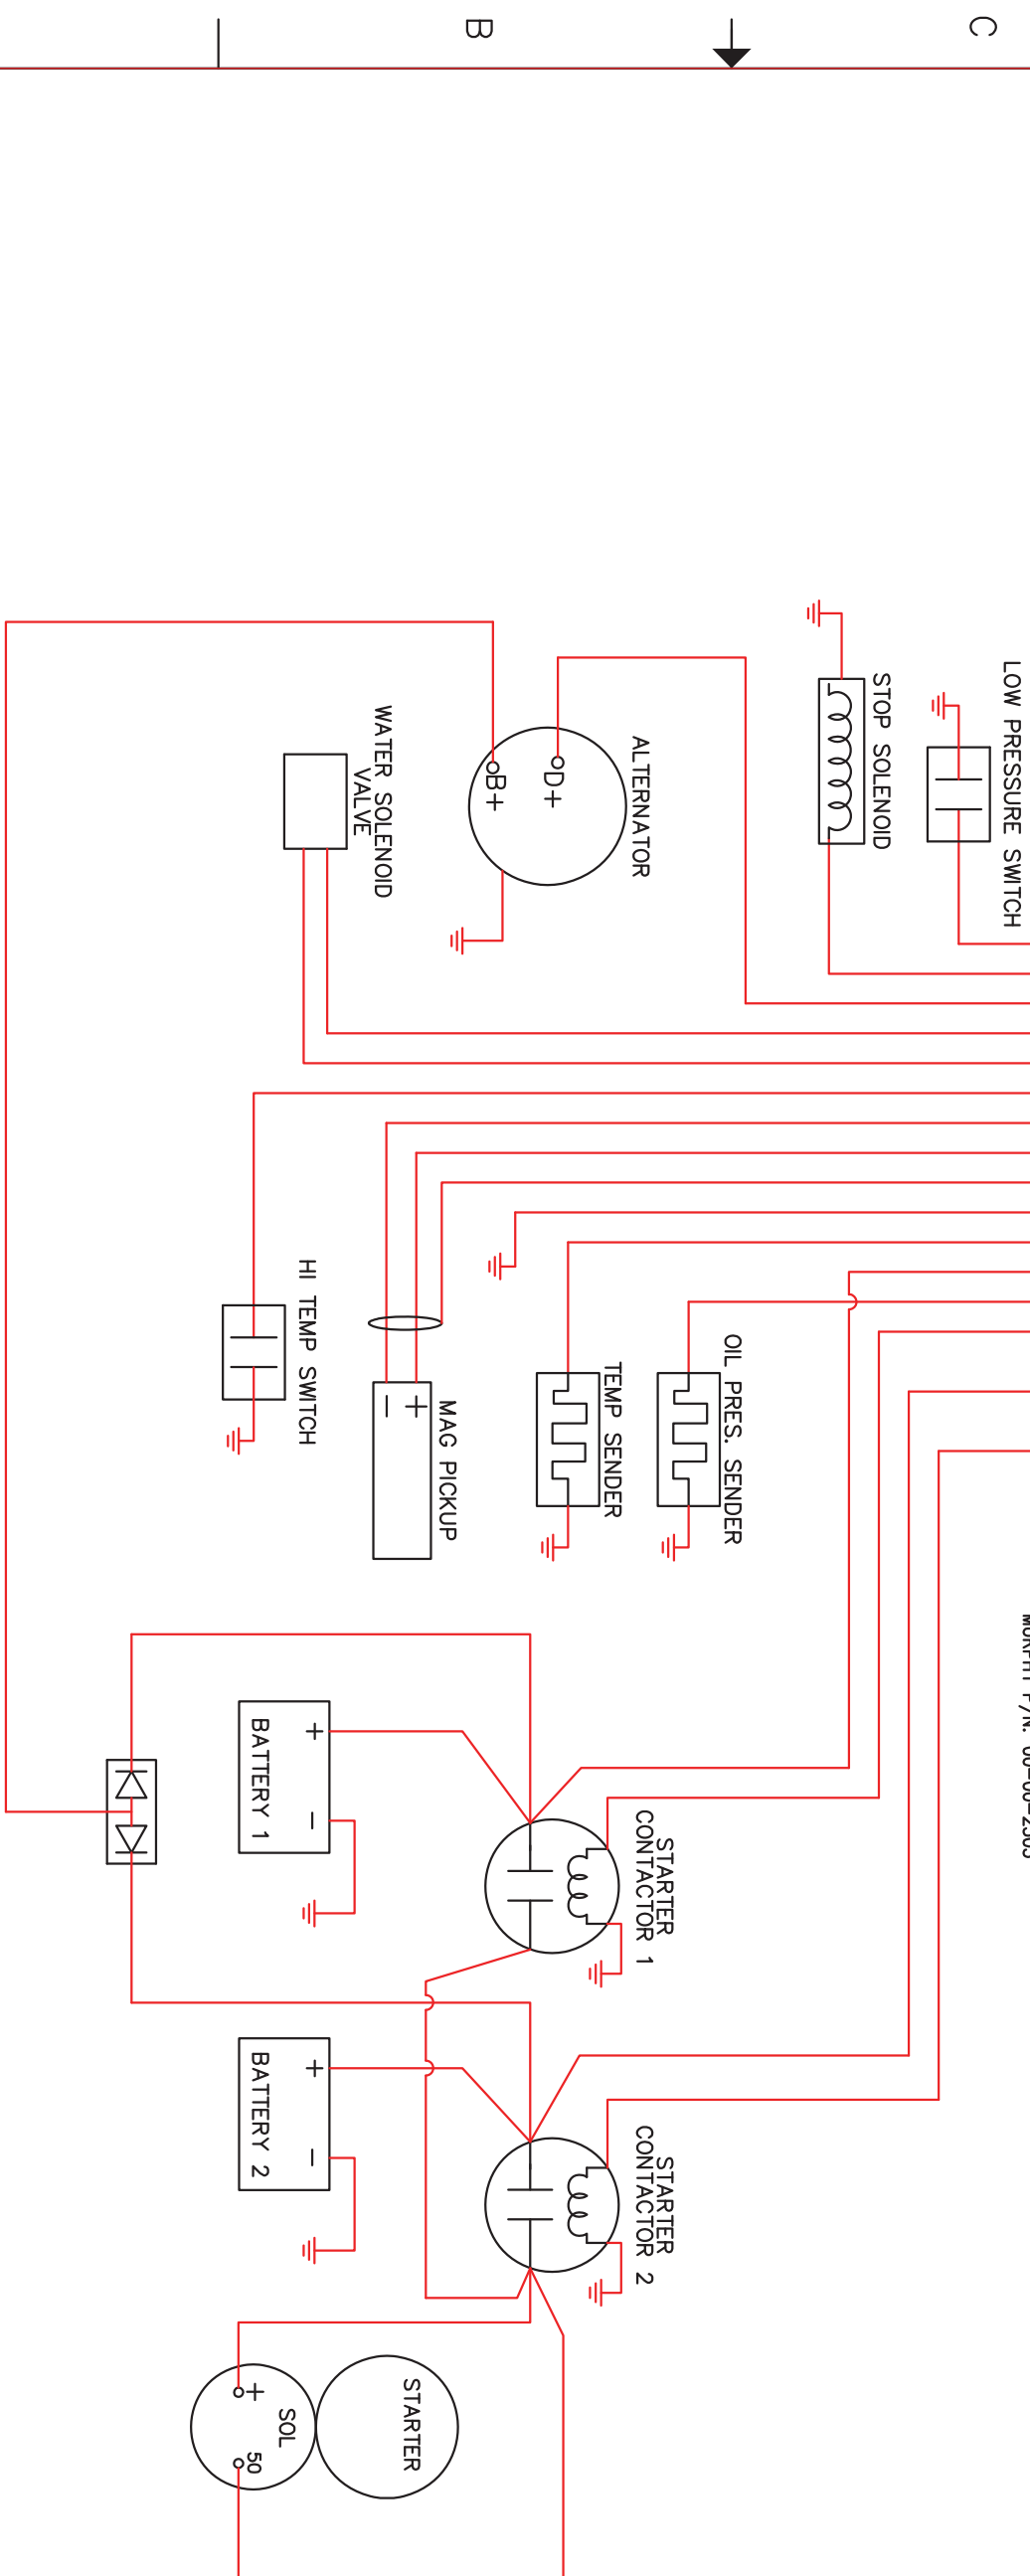 B
C
LOW PRESSURE SWITCH
STOP SOLENOID
ALTERNATOR
D+
B+
WATER SOLENOID
VALVE
HI TEMP SWITCH
MAG PICKUP
+
−
TEMP SENDER
OIL PRES. SENDER
BATTERY 1
+
−
STARTER
CONTACTOR 1
BATTERY 2
+
−
STARTER
CONTACTOR 2
STARTER
SOL
+
50